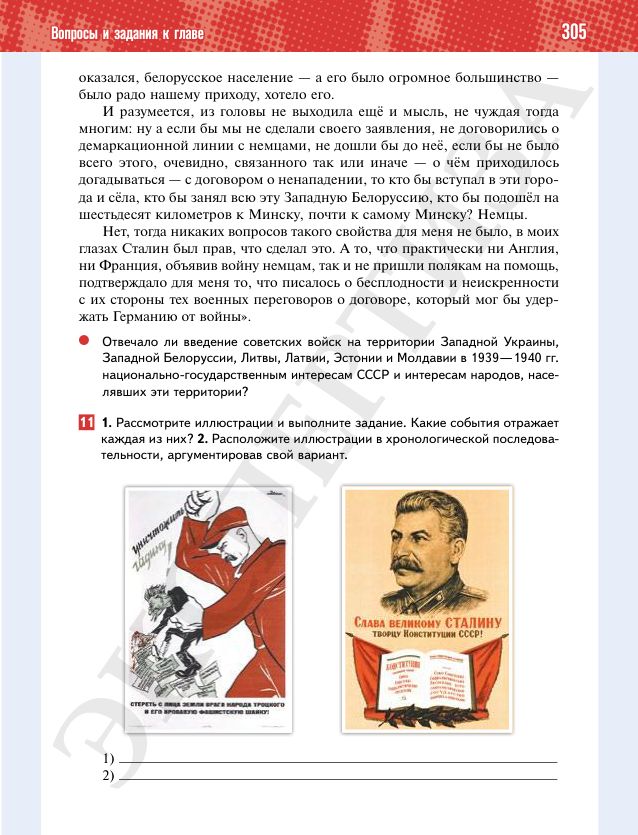 Вопросы и задания к главе
305
оказался, белорусское население — а его было огромное большинство —
было радо нашему приходу, хотело его.
И разумеется, из головы не выходила ещё и мысль, не чуждая тогда
многим: ну а если бы мы не сделали своего заявления, не договорились о
демаркационной линии с немцами, не дошли бы до неё, если бы не было
всего этого, очевидно, связанного так или иначе — о чём приходилось
догадываться — с договором о ненападении, то кто бы вступал в эти горо-
да и сёла, кто бы занял всю эту Западную Белоруссию, кто бы подошёл на
шестьдесят километров к Минску, почти к самому Минску? Немцы.
Нет, тогда никаких вопросов такого свойства для меня не было, в моих
глазах Сталин был прав, что сделал это. А то, что практически ни Англия,
ни Франция, объявив войну немцам, так и не пришли полякам на помощь,
подтверждало для меня то, что писалось о бесплодности и неискренности
с их стороны тех военных переговоров о договоре, который мог бы удер-
жать Германию от войны».
Отвечало ли введение советских войск на территории Западной Украины,
Западной Белоруссии, Литвы, Латвии, Эстонии и Молдавии в 1939—1940 гг.
национально-государственным интересам СССР и интересам народов, насе-
лявших эти территории?
11 1. Рассмотрите иллюстрации и выполните задание. Какие события отражает
каждая из них? 2. Расположите иллюстрации в хронологической последова-
тельности, аргументировав свой вариант.
уничтожить
гадину!
СТЕРЕТЬ С ЛИЦА ЗЕМЛИ ВРАГА НАРОДА ТРОЦКОГО
И ЕГО КРОВАВУЮ ФАШИСТСКУЮ ШАЙКУ!
СЛАВА ВЕЛИКОМУ СТАЛИНУ
ТВОРЦУ КОНСТИТУЦИИ СССР!
КОНСТИТУЦИЯ
1)
2)
ЭКСПЕРТИЗА